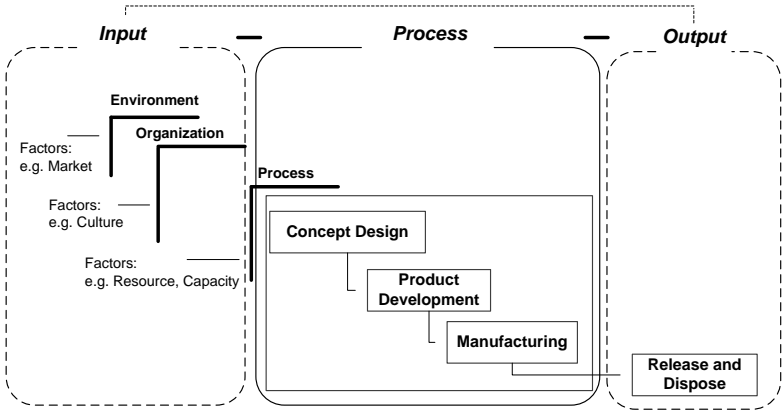 Input
Process
Output
Environment
Factors:
e.g. Market
Organization
Factors:
e.g. Culture
Process
Factors:
e.g. Resource, Capacity
Concept Design
Product
Development
Manufacturing
Release and
Dispose